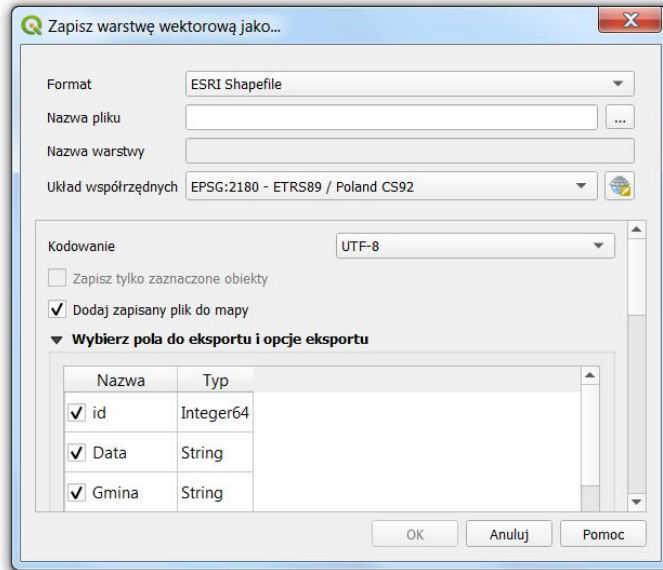 Zapisz warstwę wektorową jako...
Format ESRI Shapefile
Nazwa pliku ...
Nazwa warstwy
Układ współrzędnych EPSG:2180 - ETRS89 / Poland CS92
Kodowanie UTF-8
Zapisz tylko zaznaczone obiekty
Dodaj zapisany plik do mapy
Wybierz pola do eksportu i opcje eksportu
Nazwa Typ
id Integer64
Data String
Gmina String
OK Anuluj Pomoc